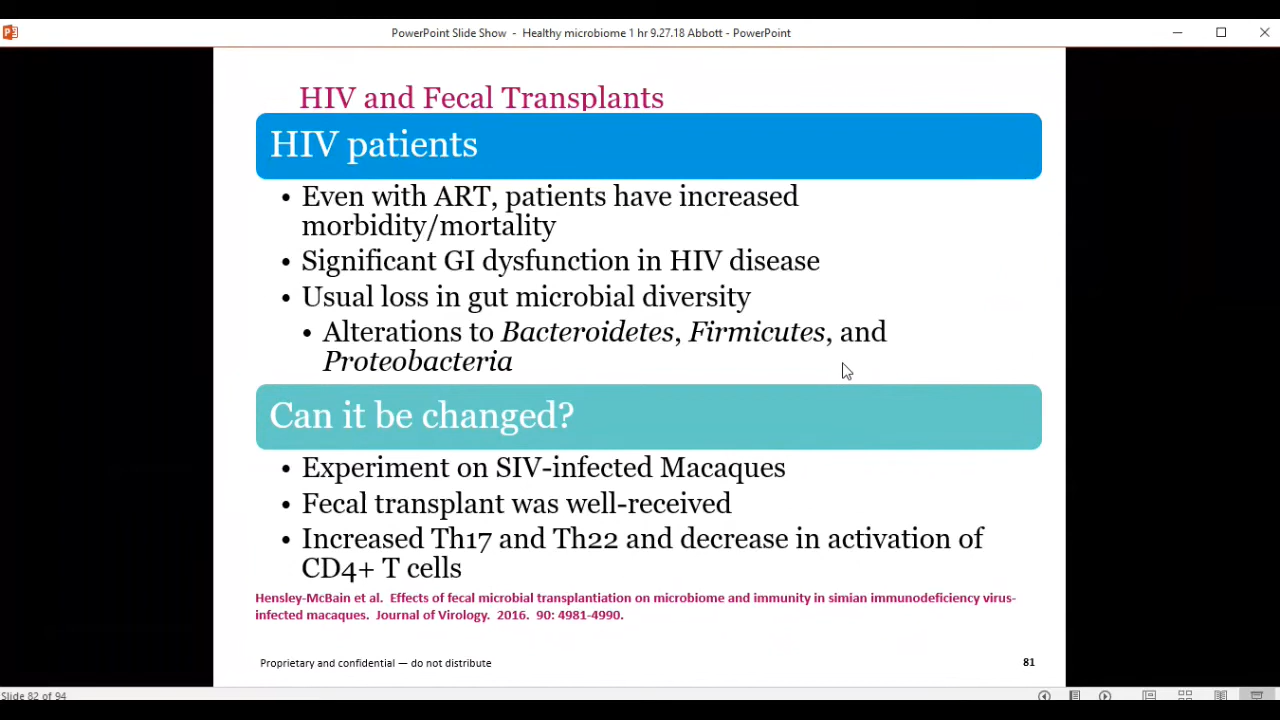 PowerPoint Slide Show - Healthy microbiome 1 hr 9.27.18 Abbott - PowerPoint
HIV and Fecal Transplants
HIV patients
• Even with ART, patients have increased
morbidity/mortality
• Significant GI dysfunction in HIV disease
• Usual loss in gut microbial diversity
• Alterations to Bacteroidetes, Firmicutes, and
Proteobacteria
Can it be changed?
• Experiment on SIV-infected Macaques
• Fecal transplant was well-received
• Increased Th17 and Th22 and decrease in activation of
CD4+ T cells
Hensley-McBain et al. Effects of fecal microbial transplantiation on microbiome and immunity in simian immunodeficiency virus-
infected macaques. Journal of Virology. 2016. 90: 4981-4990.
Proprietary and confidential — do not distribute
81
Slide 82 of 94